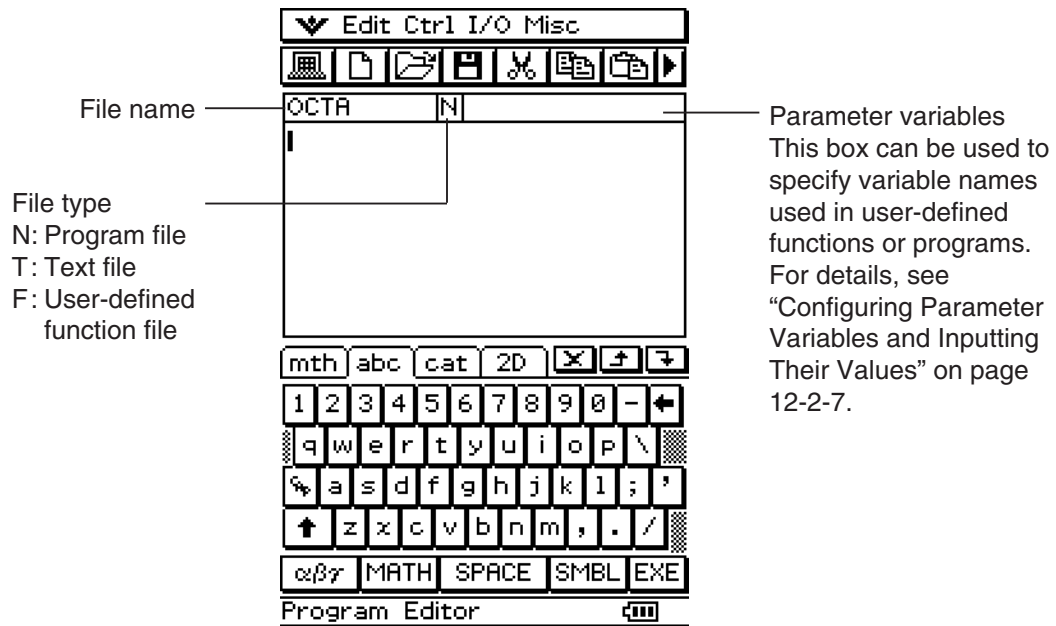 Edit Ctrl I/O Misc
File name
OCTA N
Parameter variables
This box can be used to
specify variable names
used in user-defined
functions or programs.
For details, see
“Configuring Parameter
Variables and Inputting
Their Values” on page
12-2-7.
File type
N: Program file
T: Text file
F: User-defined
function file
mth abc cat 2D
1 2 3 4 5 6 7 8 9 0 -
q w e r t y u i o p \
a s d f g h j k l ; '
z x c v b n m , . /
αβγ MATH SPACE SMBL EXE
Program Editor